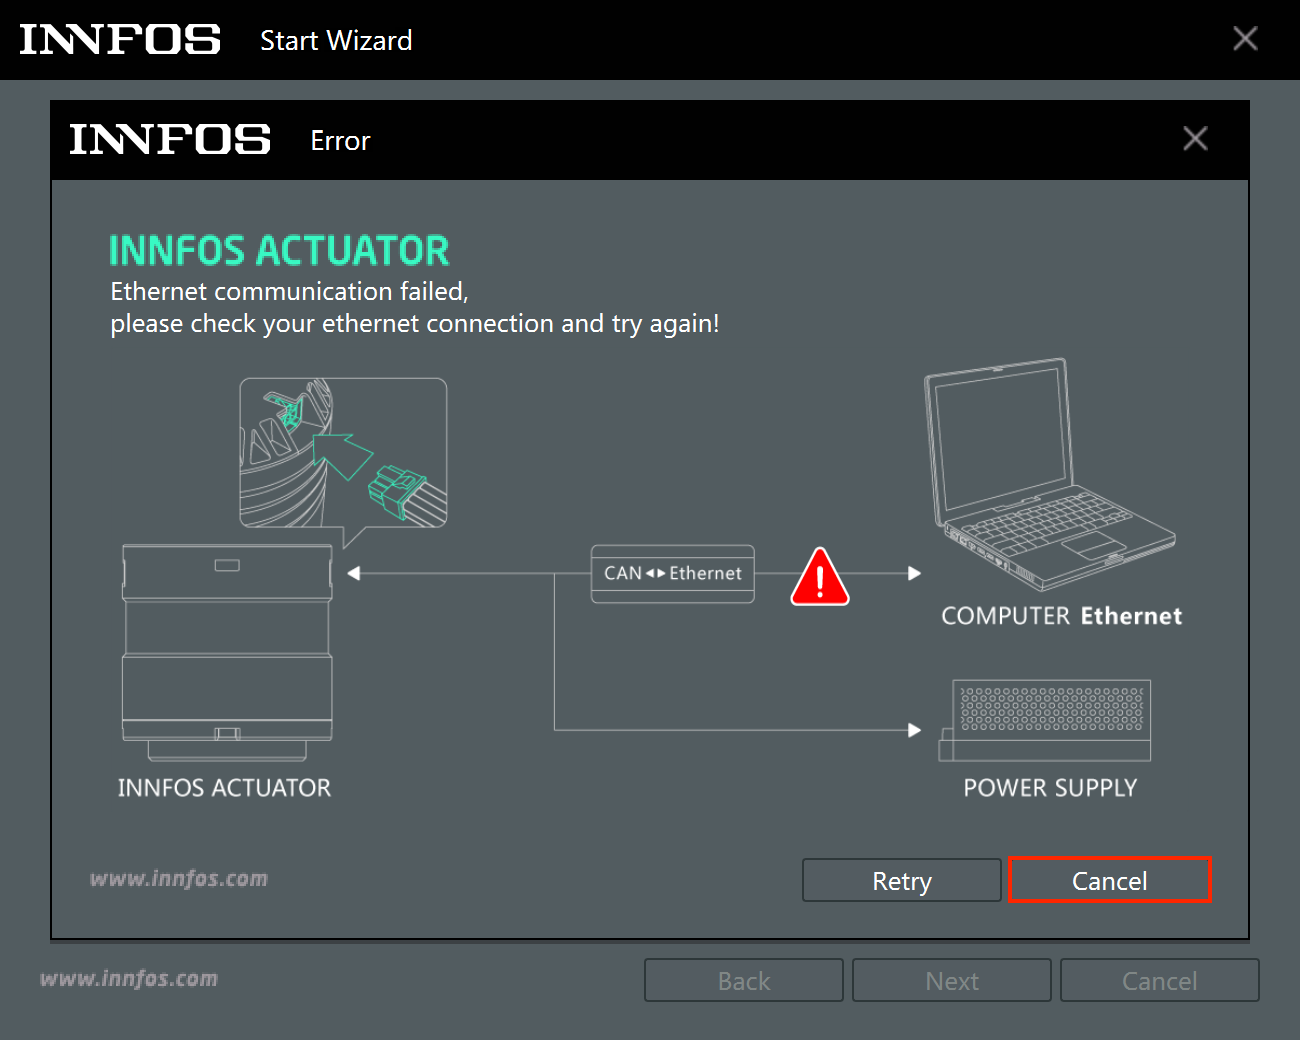 INNFOS Start Wizard
INNFOS Error
INNFOS ACTUATOR
Ethernet communication failed,
please check your ethernet connection and try again!
CAN◄►Ethernet
COMPUTER Ethernet
INNFOS ACTUATOR
POWER SUPPLY
www.innfos.com
Retry
Cancel
www.innfos.com
Back
Next
Cancel